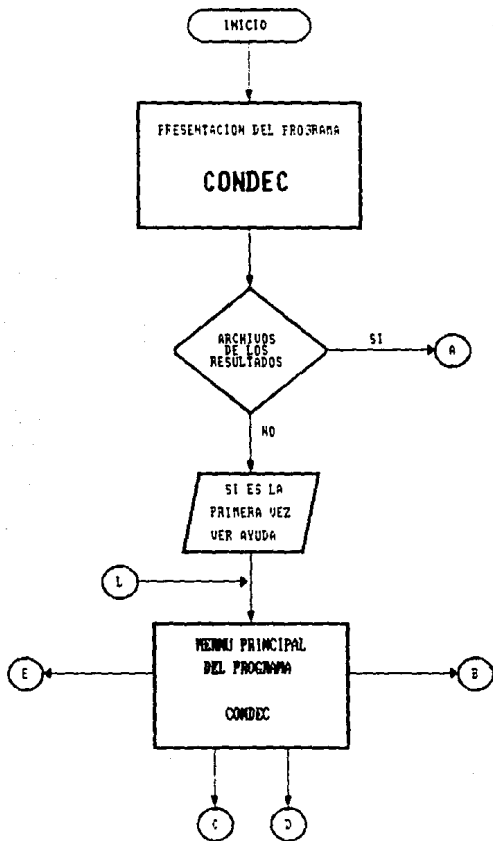 INICIO
PRESENTACION DEL PROGRAMA
CONDEC
ARCHIVOS
DE LOS
RESULTADOS
SI
A
NO
SI ES LA
PRIMERA VEZ
VER AYUDA
L
MENNU PRINCIPAL
DEL PROGRAMA
E
B
CONDEC
C
D